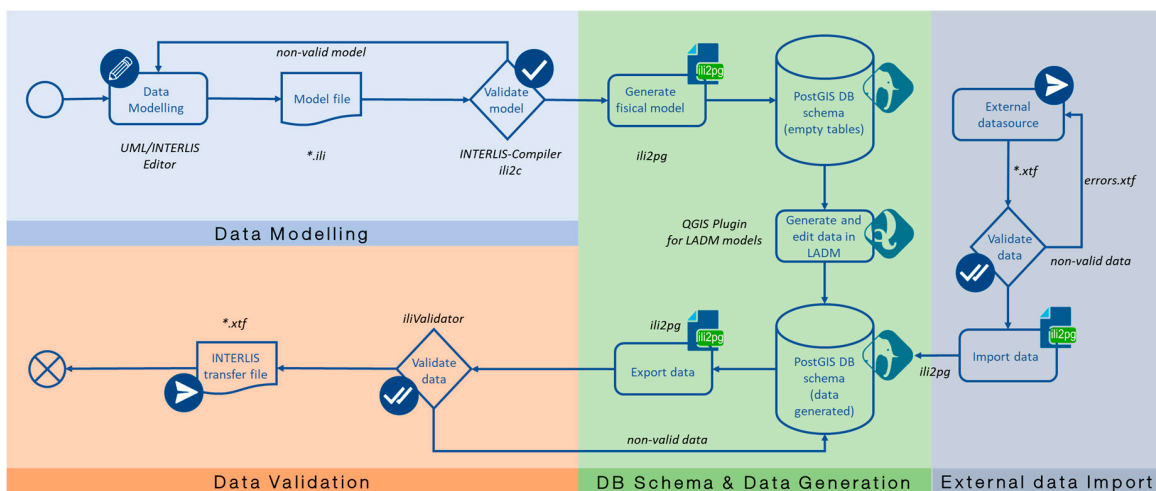 non-valid model
Data
Modelling
Model file
Validate
model
UML/INTERLIS
Editor
*.ili
INTERLIS-Compiler
ili2c
Data Modelling
ili2pg
Generate
fisical model
ili2pg
PostGIS DB
schema
(empty tables)
QGIS Plugin
for LADM models
Generate and
edit data in
LADM
ili2pg
ili2pg
Export data
PostGIS DB
schema
(data
generated)
DB Schema & Data Generation
External
datasource
*.xtf
errors.xtf
Validate
data
non-valid data
ili2pg
Import data
ili2pg
External data Import
*.xtf
INTERLIS
transfer file
iliValidator
Validate
data
non-valid data
Data Validation